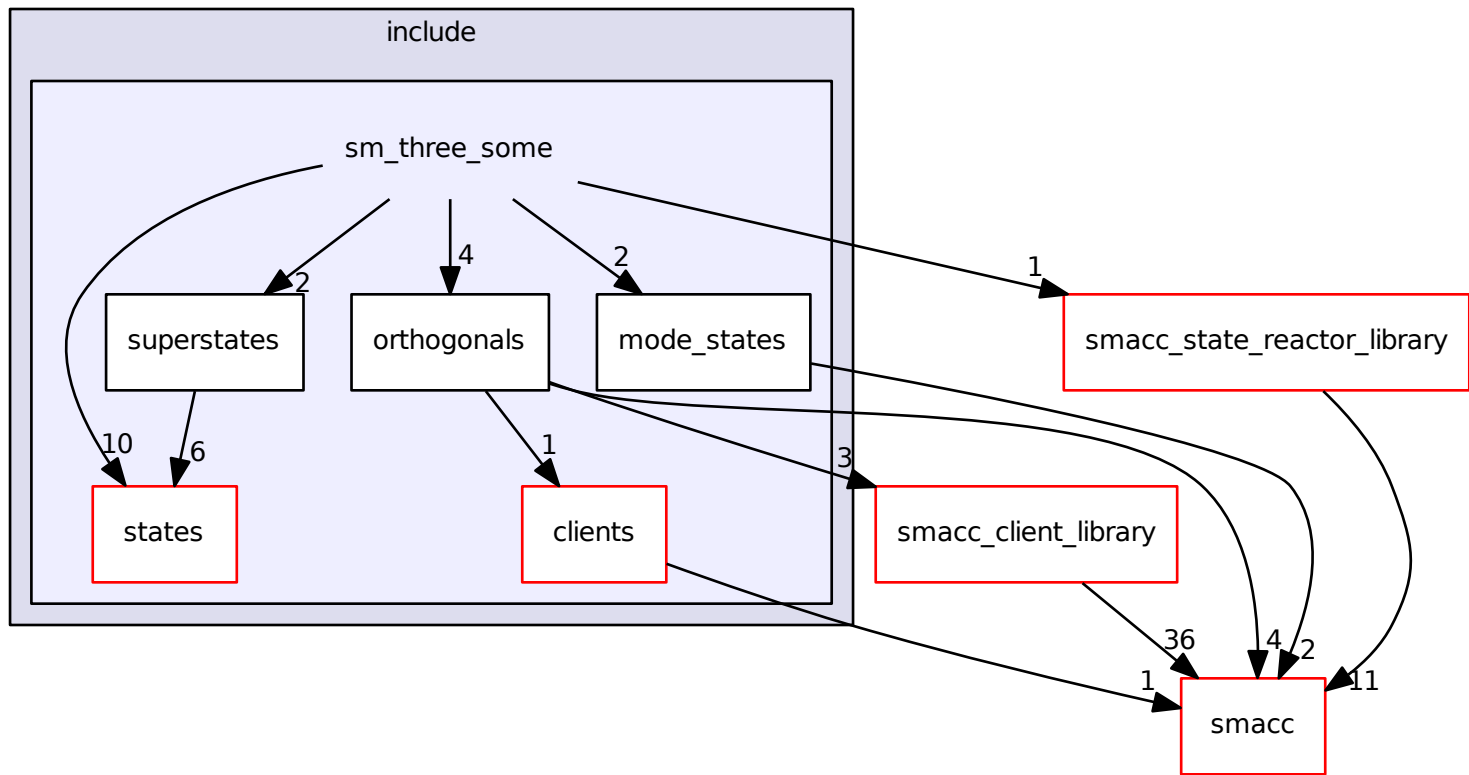 include
sm_three_some
2
4
2
1
superstates
orthogonals
mode_states
smacc_state_reactor_library
10
6
1
3
states
clients
smacc_client_library
36
4
2
1
11
smacc